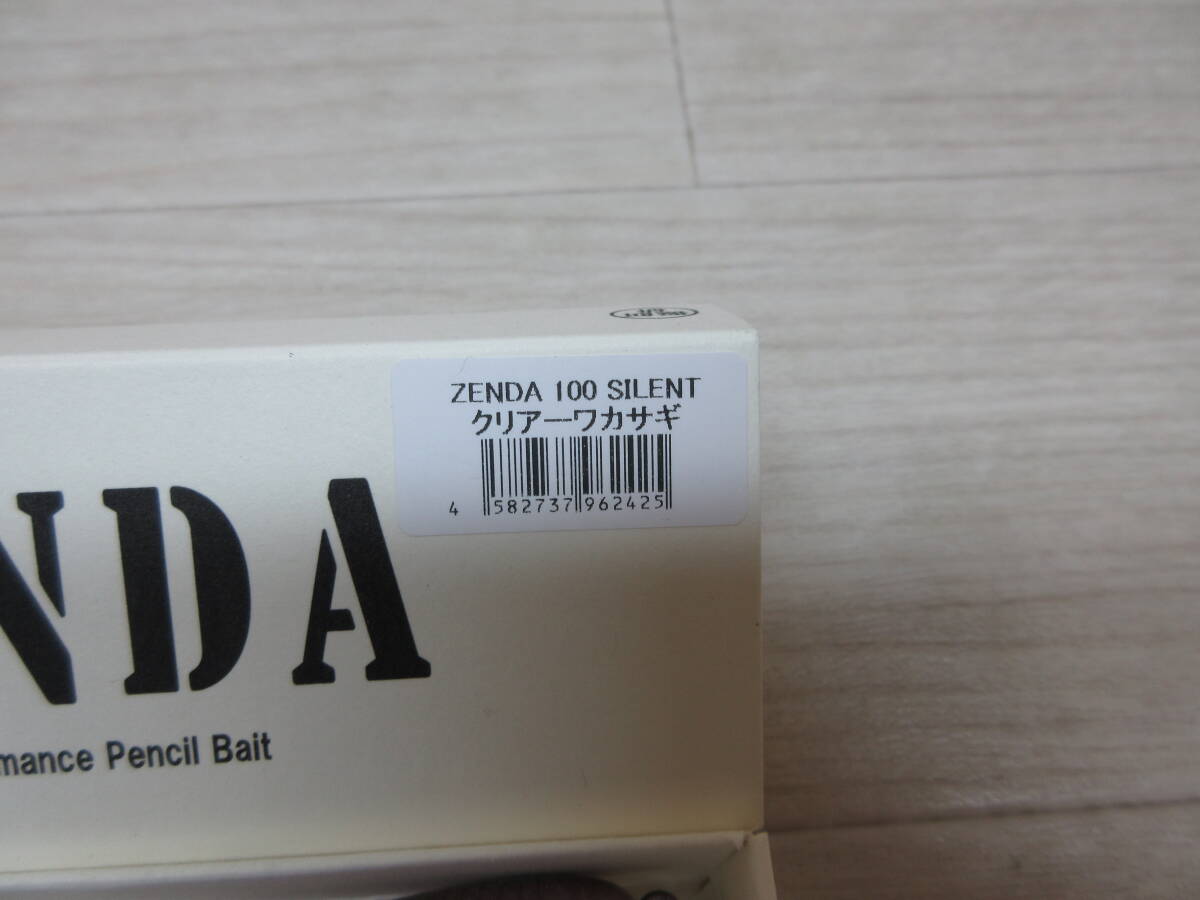 ZENDA 100 SILENT
クリアーワカサギ
4 582737 962425
NDA
mance Pencil Bait